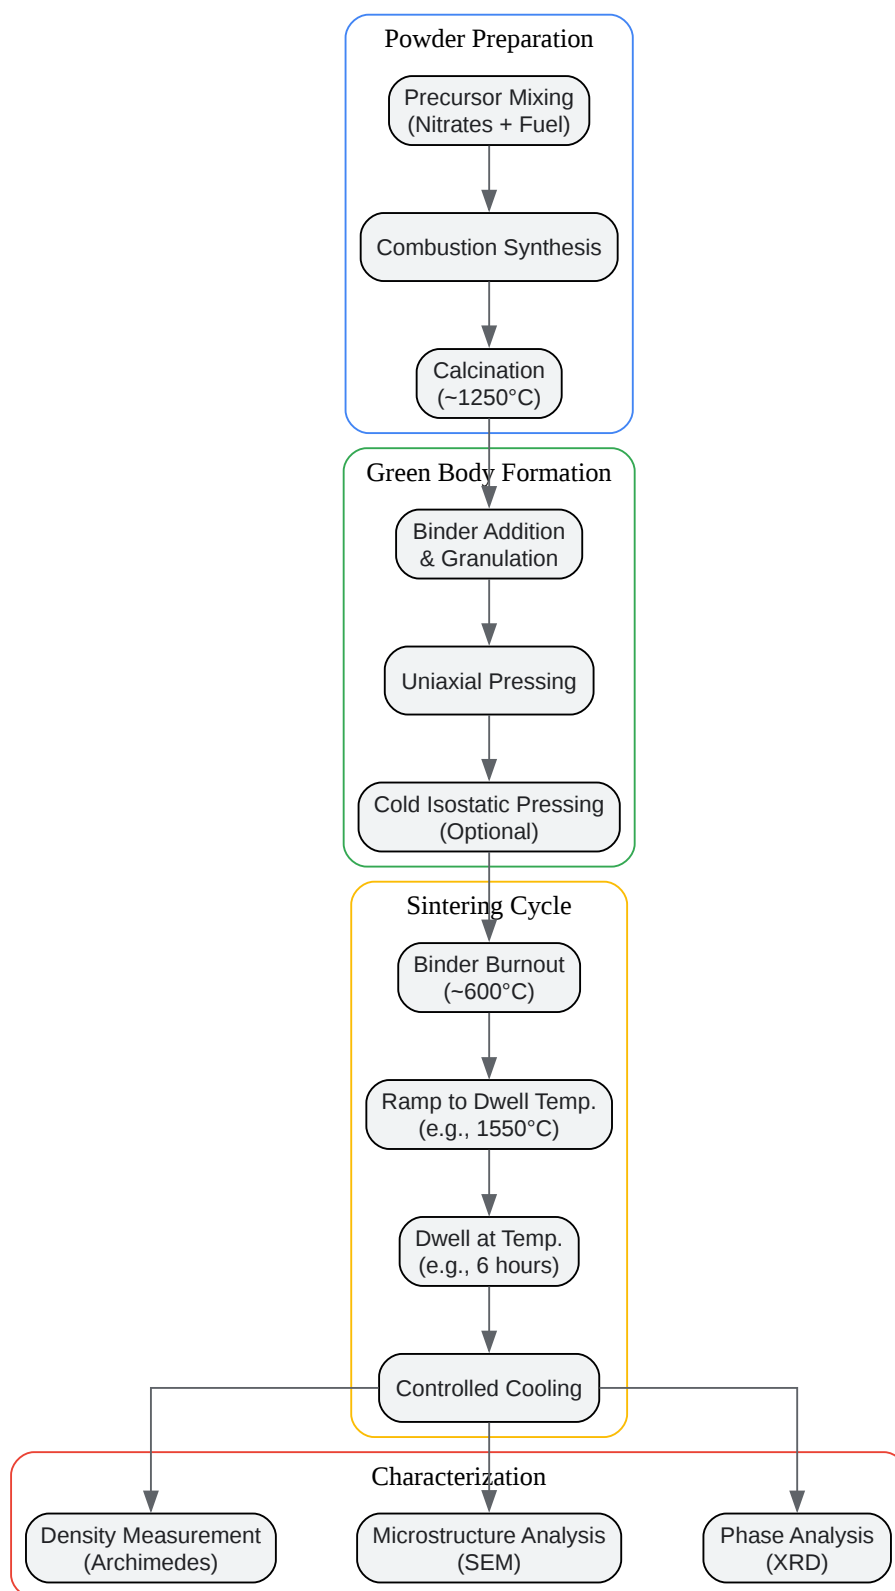 Powder Preparation
Precursor Mixing
(Nitrates + Fuel)
Combustion Synthesis
Calcination
(~1250°C)
Green Body Formation
Binder Addition
& Granulation
Uniaxial Pressing
Cold Isostatic Pressing
(Optional)
Sintering Cycle
Binder Burnout
(~600°C)
Ramp to Dwell Temp.
(e.g., 1550°C)
Dwell at Temp.
(e.g., 6 hours)
Controlled Cooling
Characterization
Density Measurement
(Archimedes)
Microstructure Analysis
(SEM)
Phase Analysis
(XRD)